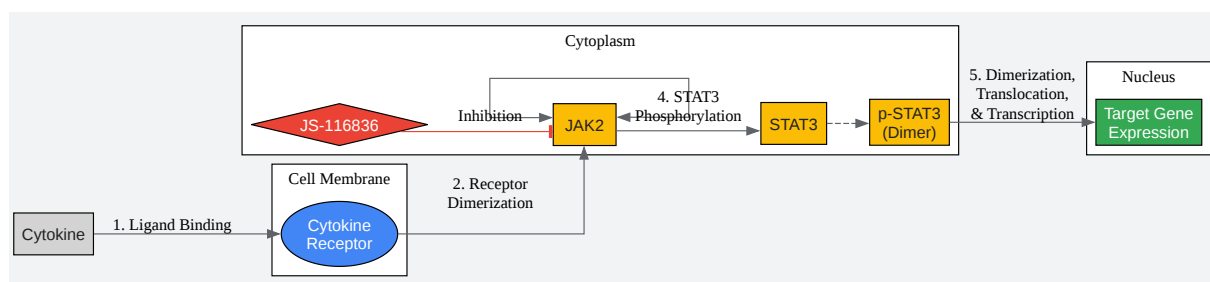 Cytoplasm
JS-116836
Inhibition
JAK2
4. STAT3
Phosphorylation
STAT3
p-STAT3
(Dimer)
5. Dimerization,
Translocation,
& Transcription
Nucleus
Target Gene
Expression
Cell Membrane
Cytokine
1. Ligand Binding
Cytokine
Receptor
2. Receptor
Dimerization